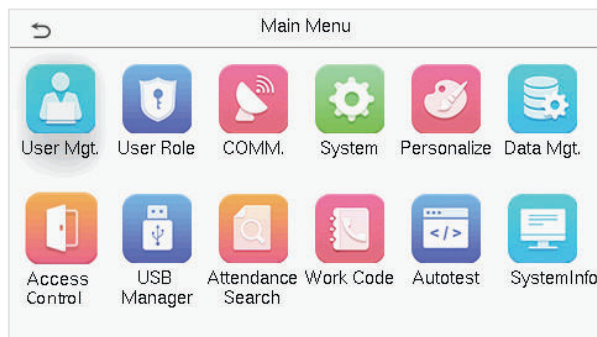 Main Menu
User Mgt. User Role COMM. System Personalize Data Mgt.
Access Control USB Manager Attendance Search Work Code Autotest SystemInfo